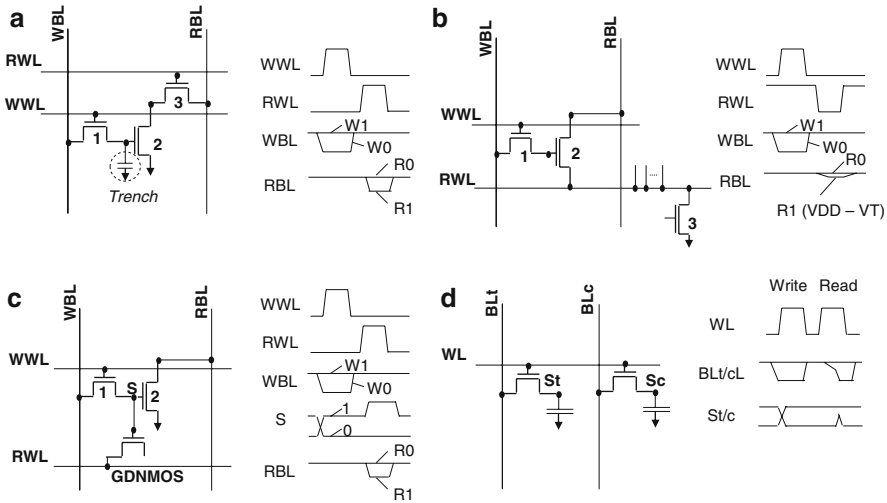 a
WBL
RBL
RWL
WWL
1
2
3
Trench
WWL
RWL
WBL
W1
W0
RBL
R0
R1
b
WBL
RBL
WWL
RWL
1
2
3
....
WWL
RWL
WBL
W1
W0
RBL
R0
R1 (VDD – VT)
c
WBL
RBL
WWL
1
S
2
RWL
GDNMOS
WWL
RWL
WBL
W1
W0
S
1
0
RBL
R0
R1
d
BLt
BLc
WL
St
Sc
Write Read
WL
BLt/cL
St/c